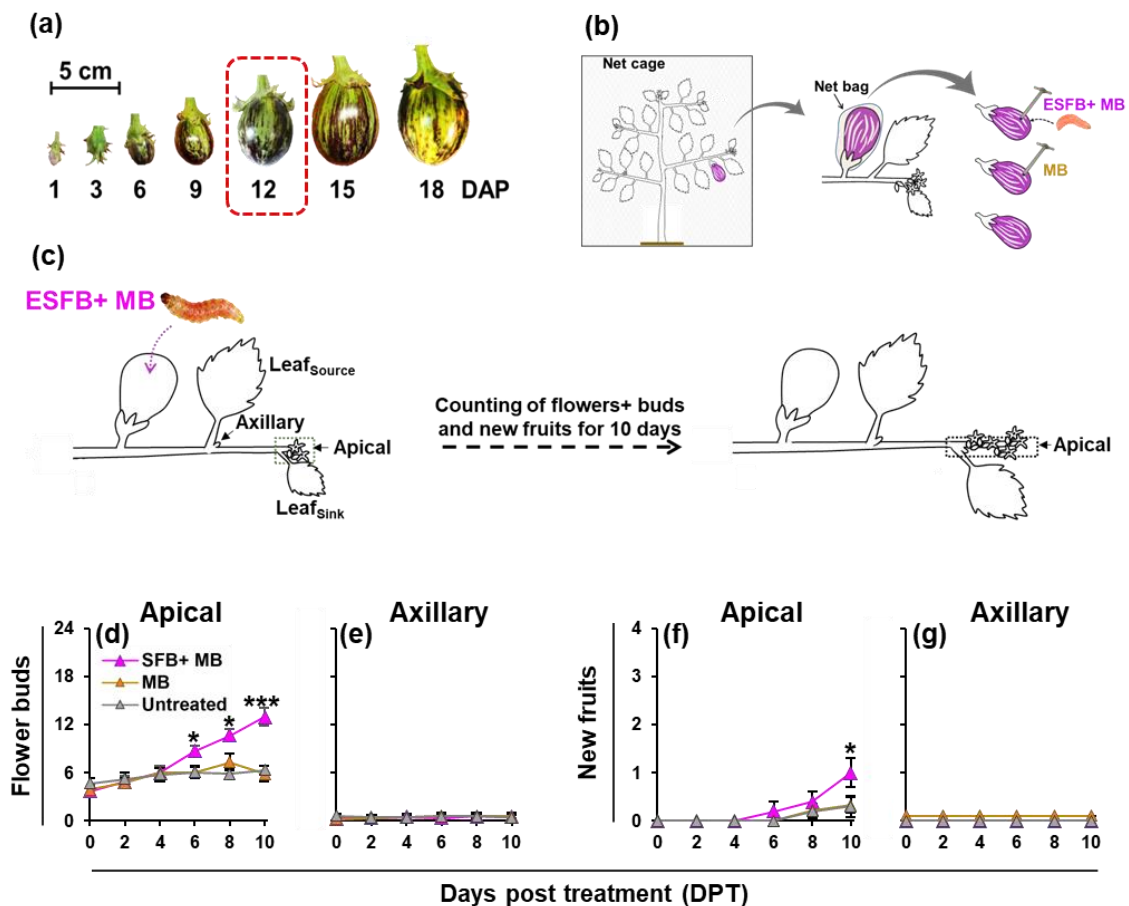 (a)
5 cm
1 3 6 9 12 15 18 DAP
(b)
Net cage
Net bag
ESFB+ MB
MB
(c)
ESFB+ MB
LeafSource
Axillary
Apical
LeafSink
Counting of flowers+ buds
and new fruits for 10 days
Apical
Apical
Axillary
Apical
Axillary
Flower buds
24
18
12
6
0
(d)
SFB+ MB
MB
Untreated
*
*
***
0 2 4 6 8 10
(e)
0 2 4 6 8 10
New fruits
4
3
2
1
0
(f)
*
0 2 4 6 8 10
(g)
0 2 4 6 8 10
Days post treatment (DPT)